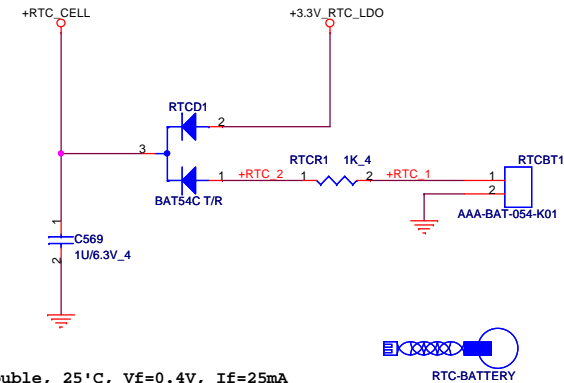 +RTC_CELL
+3.3V_RTC_LDO
RTCD1
2
3
RTCR1 1K_4
RTCBT1
1 +RTC_2 1 2 +RTC_1 1
2
BAT54C T/R
AAA-BAT-054-K01
1
C569
1U/6.3V_4
2
RTC-BATTERY
25'C, Vf=0.4V, If=25mA